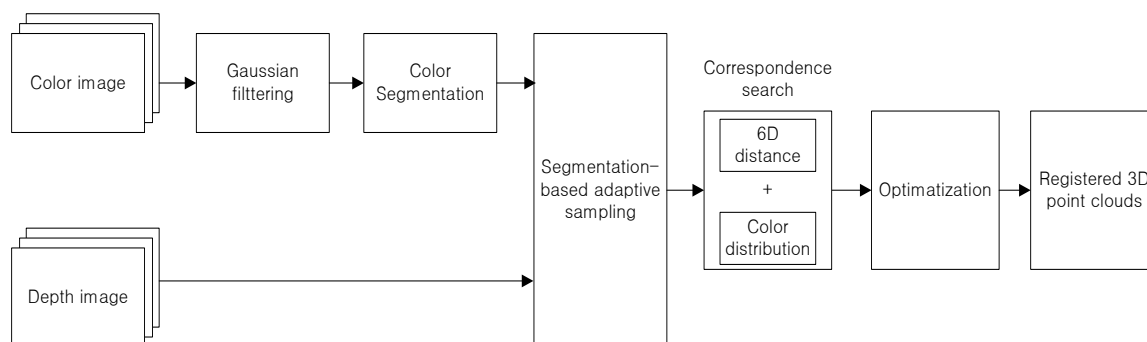 Color image
Gaussian
filttering
Color
Segmentation
Depth image
Segmentation-
based adaptive
sampling
Correspondence
search
6D
distance
+
Color
distribution
Optimatization
Registered 3D
point clouds